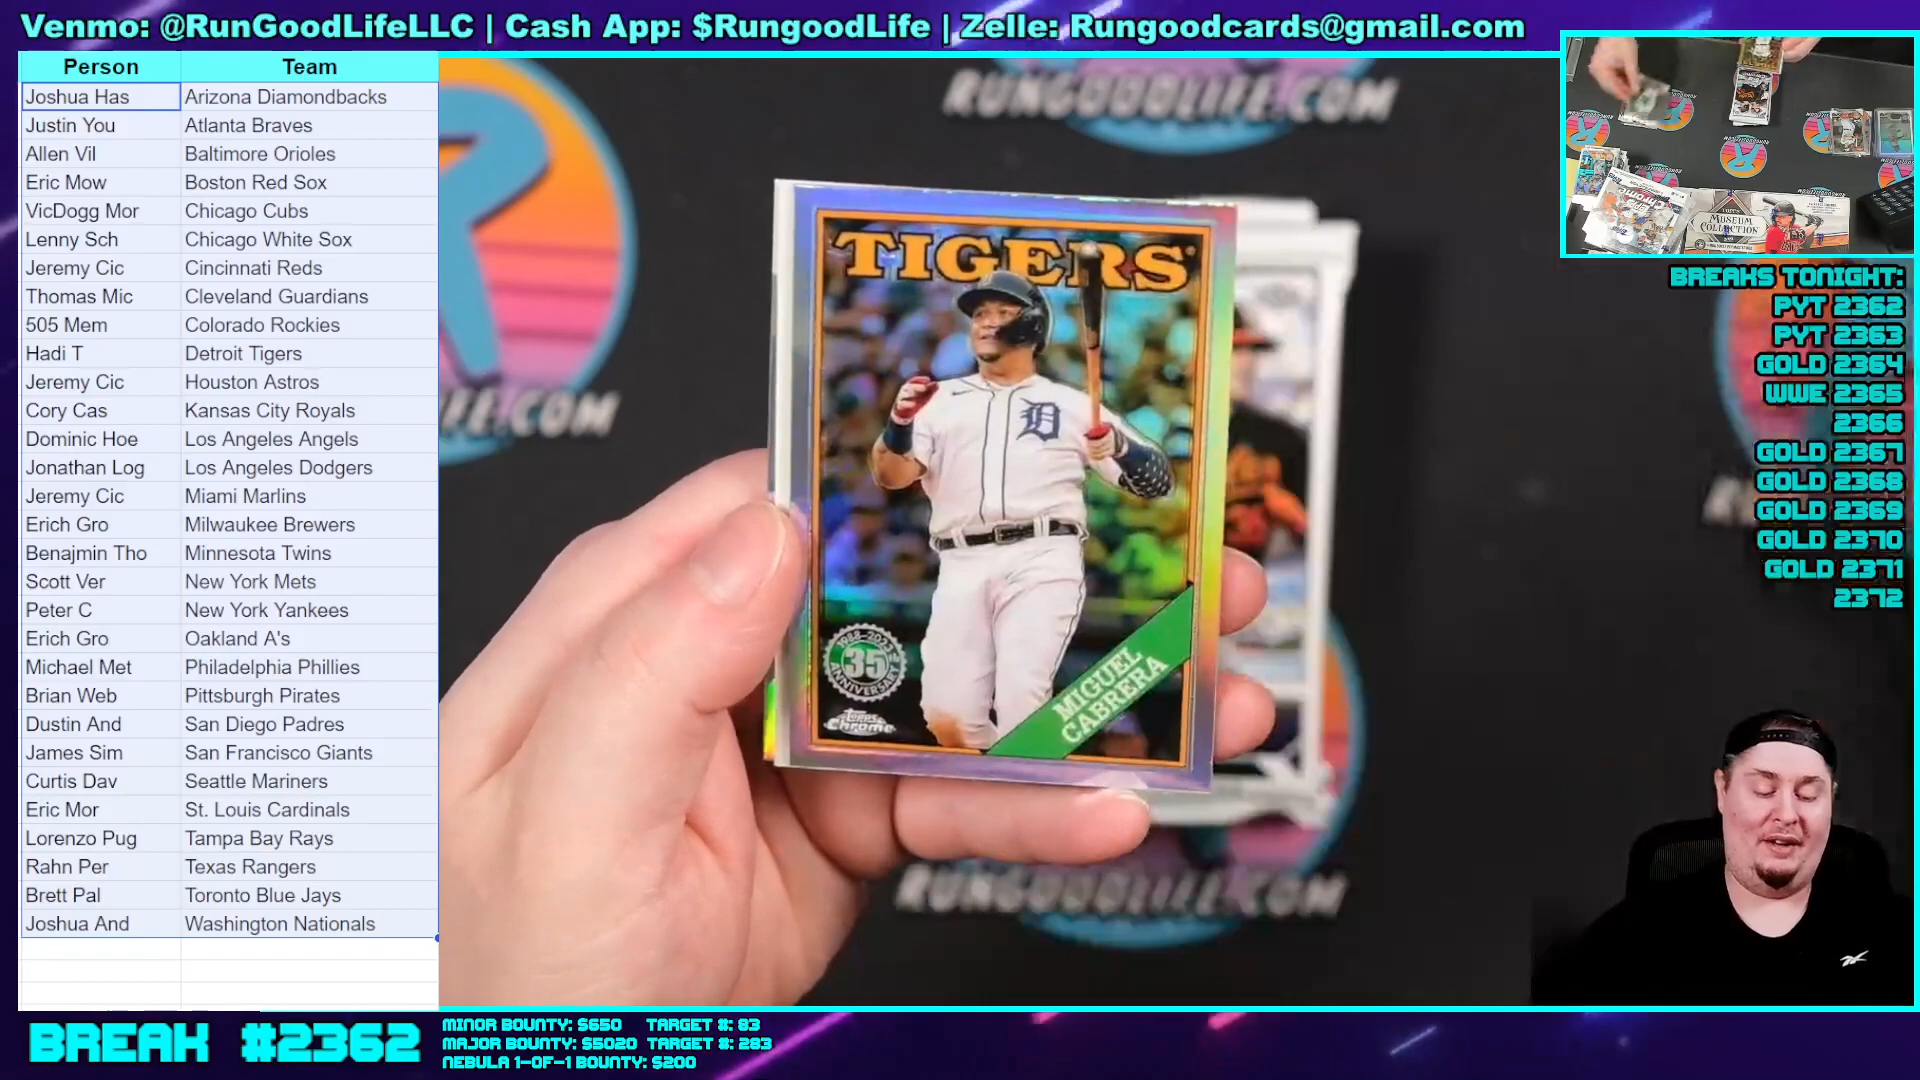 Venmo: @RunGoodLifeLLC | Cash App: $RungoodLife | Zelle: Rungoodcards@gmail.com
Person Team
Joshua Has Arizona Diamondbacks
Justin You Atlanta Braves
Allen Vil Baltimore Orioles
Eric Mow Boston Red Sox
VicDogg Mor Chicago Cubs
Lenny Sch Chicago White Sox
Jeremy Cic Cincinnati Reds
Thomas Mic Cleveland Guardians
505 Mem Colorado Rockies
Hadi T Detroit Tigers
Jeremy Cic Houston Astros
Cory Cas Kansas City Royals
Dominic Hoe Los Angeles Angels
Jonathan Log Los Angeles Dodgers
Jeremy Cic Miami Marlins
Erich Gro Milwaukee Brewers
Benajmin Tho Minnesota Twins
Scott Ver New York Mets
Peter C New York Yankees
Erich Gro Oakland A's
Michael Met Philadelphia Phillies
Brian Web Pittsburgh Pirates
Dustin And San Diego Padres
James Sim San Francisco Giants
Curtis Dav Seattle Mariners
Eric Mor St. Louis Cardinals
Lorenzo Pug Tampa Bay Rays
Rahn Per Texas Rangers
Brett Pal Toronto Blue Jays
Joshua And Washington Nationals
RUNGOODLIFE.COM
FE.COM
TIGERS
D
1988-2023
35
ANNIVERSARY
Topps
Chrome
MIGUEL
CABRERA
RUNGOODLIFE.COM
MUSEUM
COLLECTION
BREAKS TONIGHT:
PYT 2362
PYT 2363
GOLD 2364
WWE 2365
2366
GOLD 2367
GOLD 2368
GOLD 2369
GOLD 2370
GOLD 2371
2372
BREAK #2362
MINOR BOUNTY: $650 TARGET #: 83
MAJOR BOUNTY: $5020 TARGET #: 283
NEBULA 1-OF-1 BOUNTY: $200